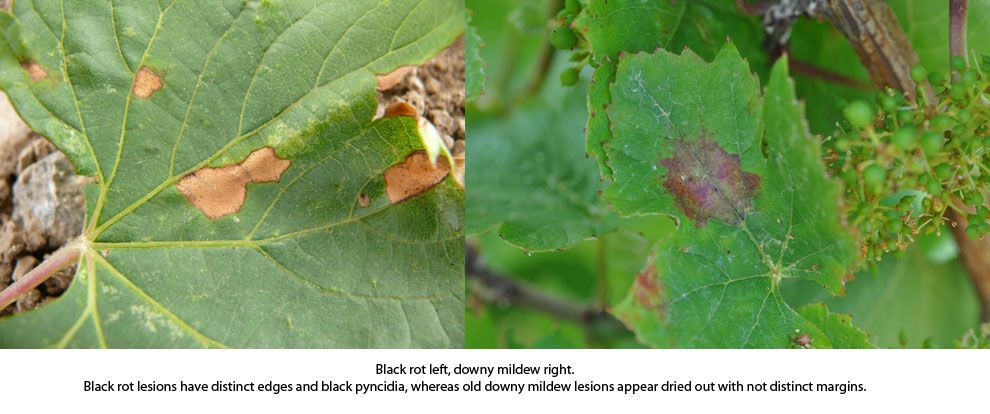 Black rot left, downy mildew right.
Black rot lesions have distinct edges and black pyncidia, whereas old downy mildew lesions appear dried out with not distinct margins.